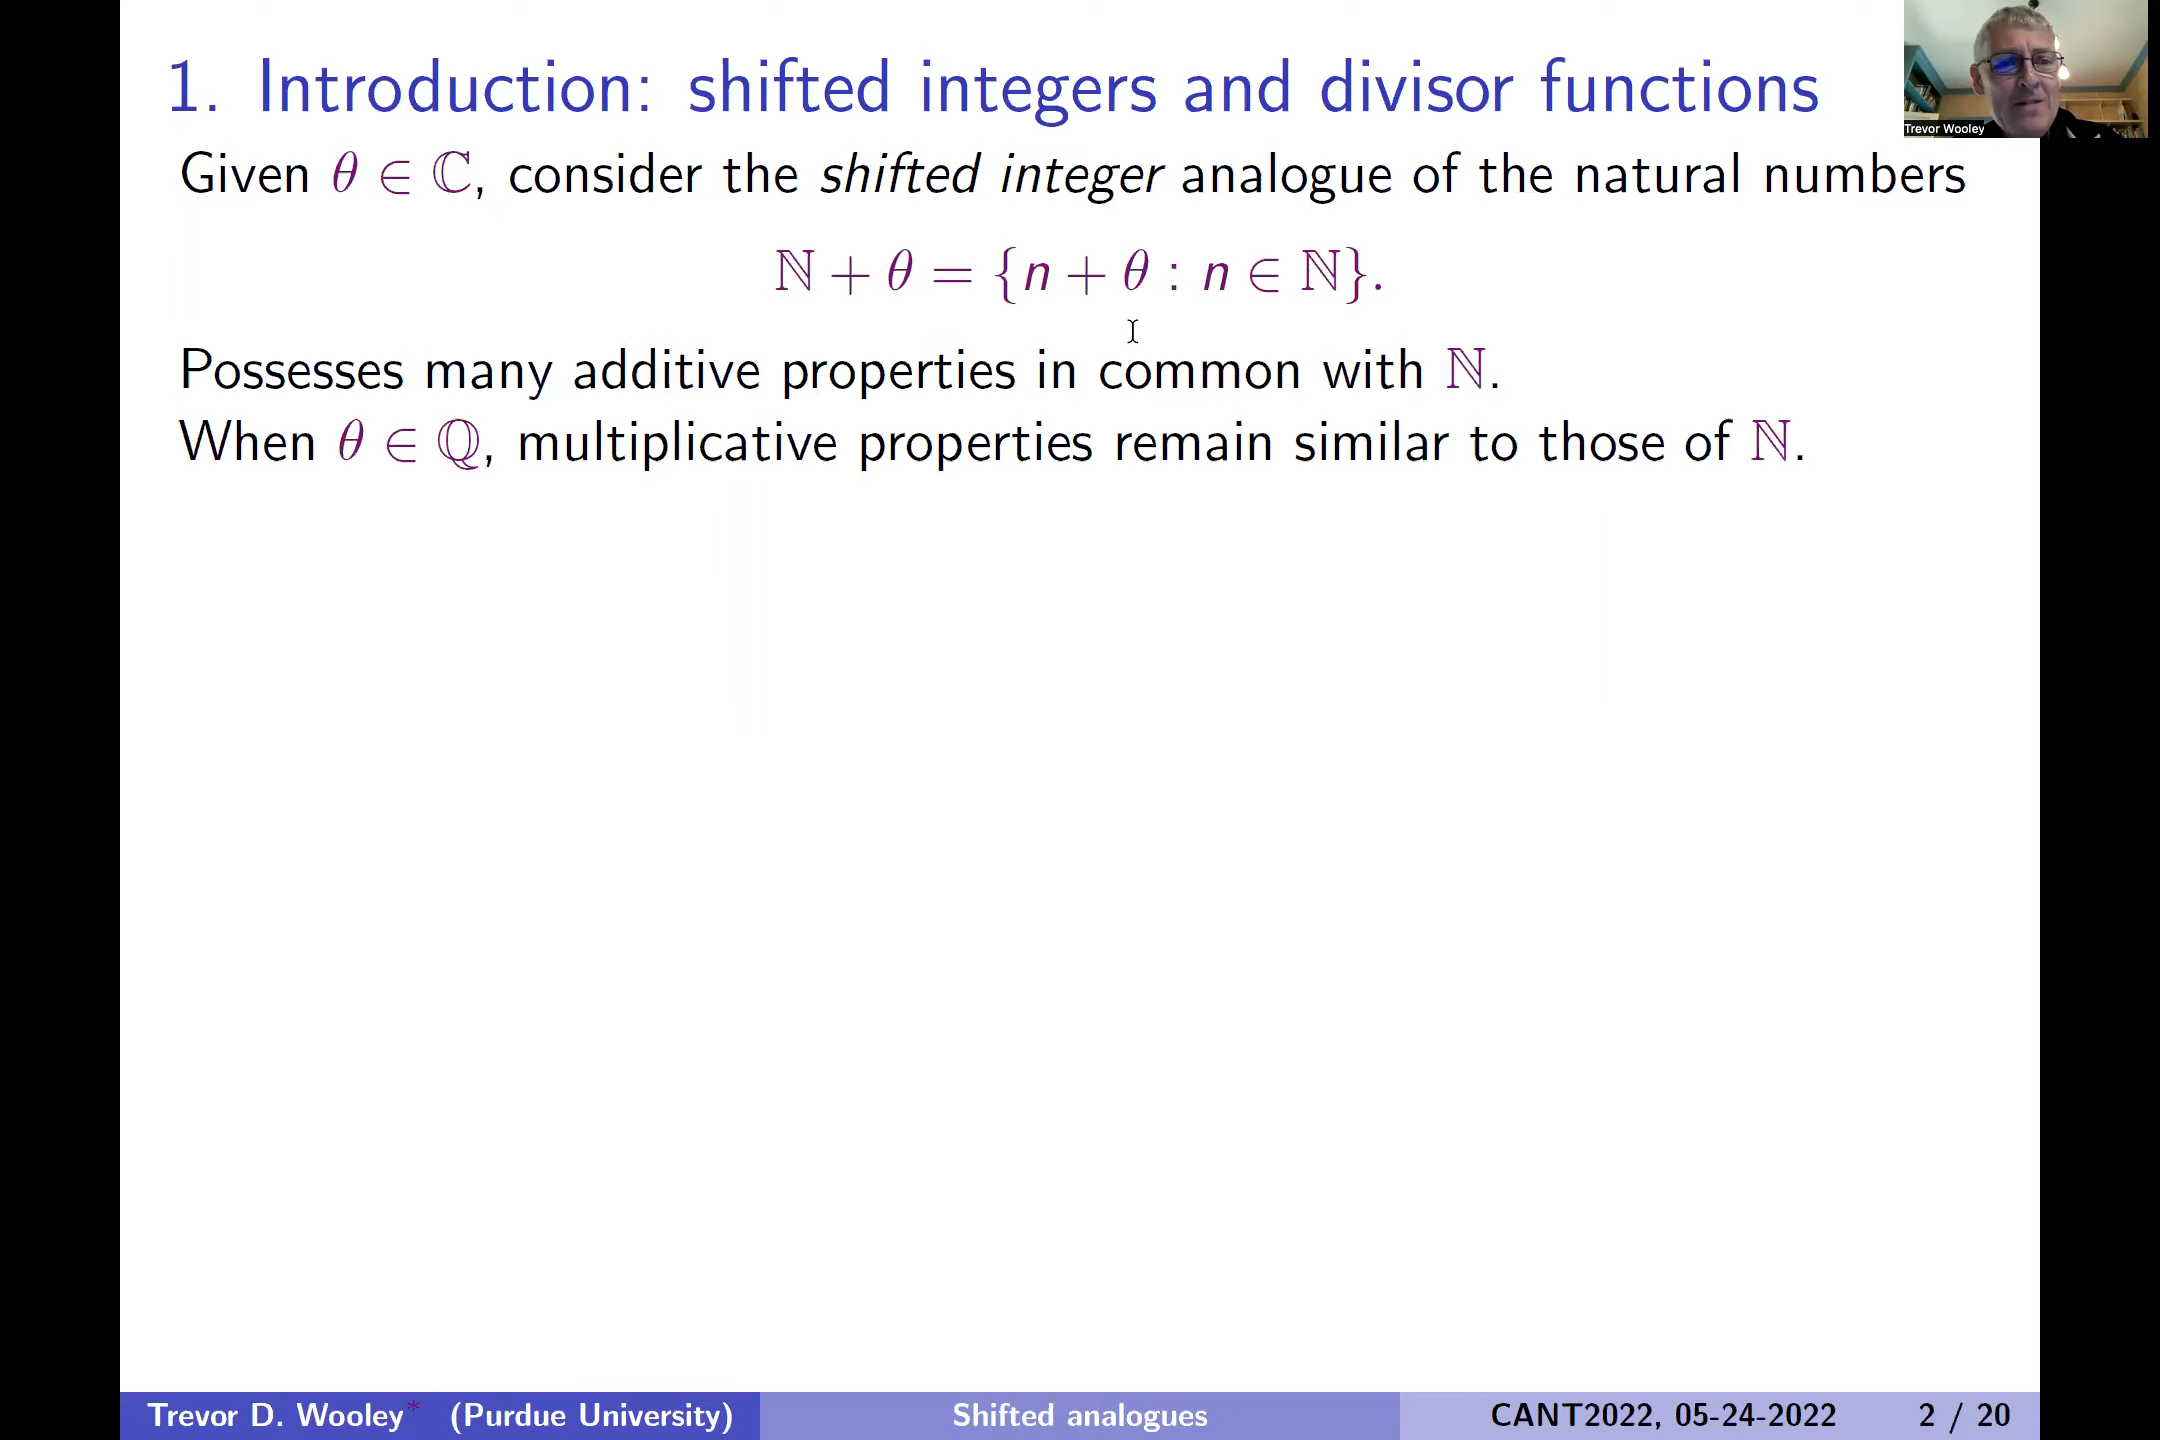 1. Introduction: shifted integers and divisor functions
Trevor Wooley
Given θ ∈ ℂ, consider the shifted integer analogue of the natural numbers
ℕ + θ = {n + θ : n ∈ ℕ}.
Possesses many additive properties in common with ℕ.
When θ ∈ ℚ, multiplicative properties remain similar to those of ℕ.
Trevor D. Wooley* (Purdue University) Shifted analogues CANT2022, 05-24-2022 2 / 20